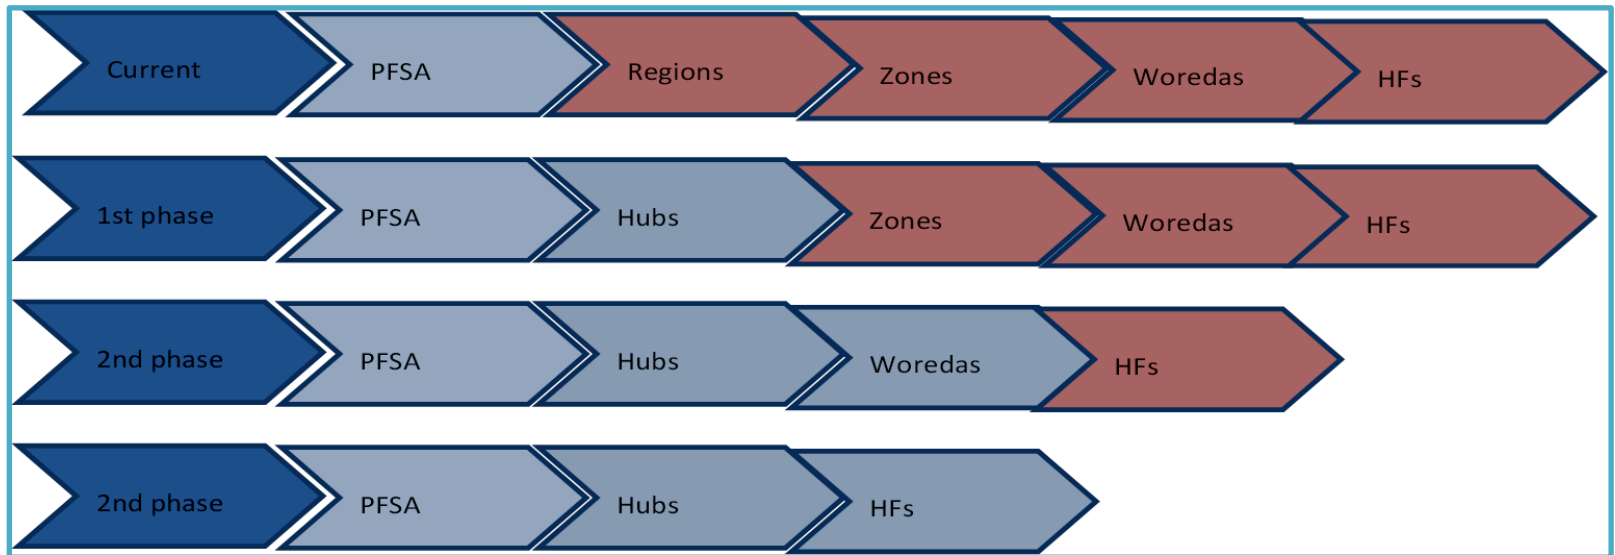 Current PFSA Regions Zones Woredas HFs
1st phase PFSA Hubs Zones Woredas HFs
2nd phase PFSA Hubs Woredas HFs
2nd phase PFSA Hubs HFs